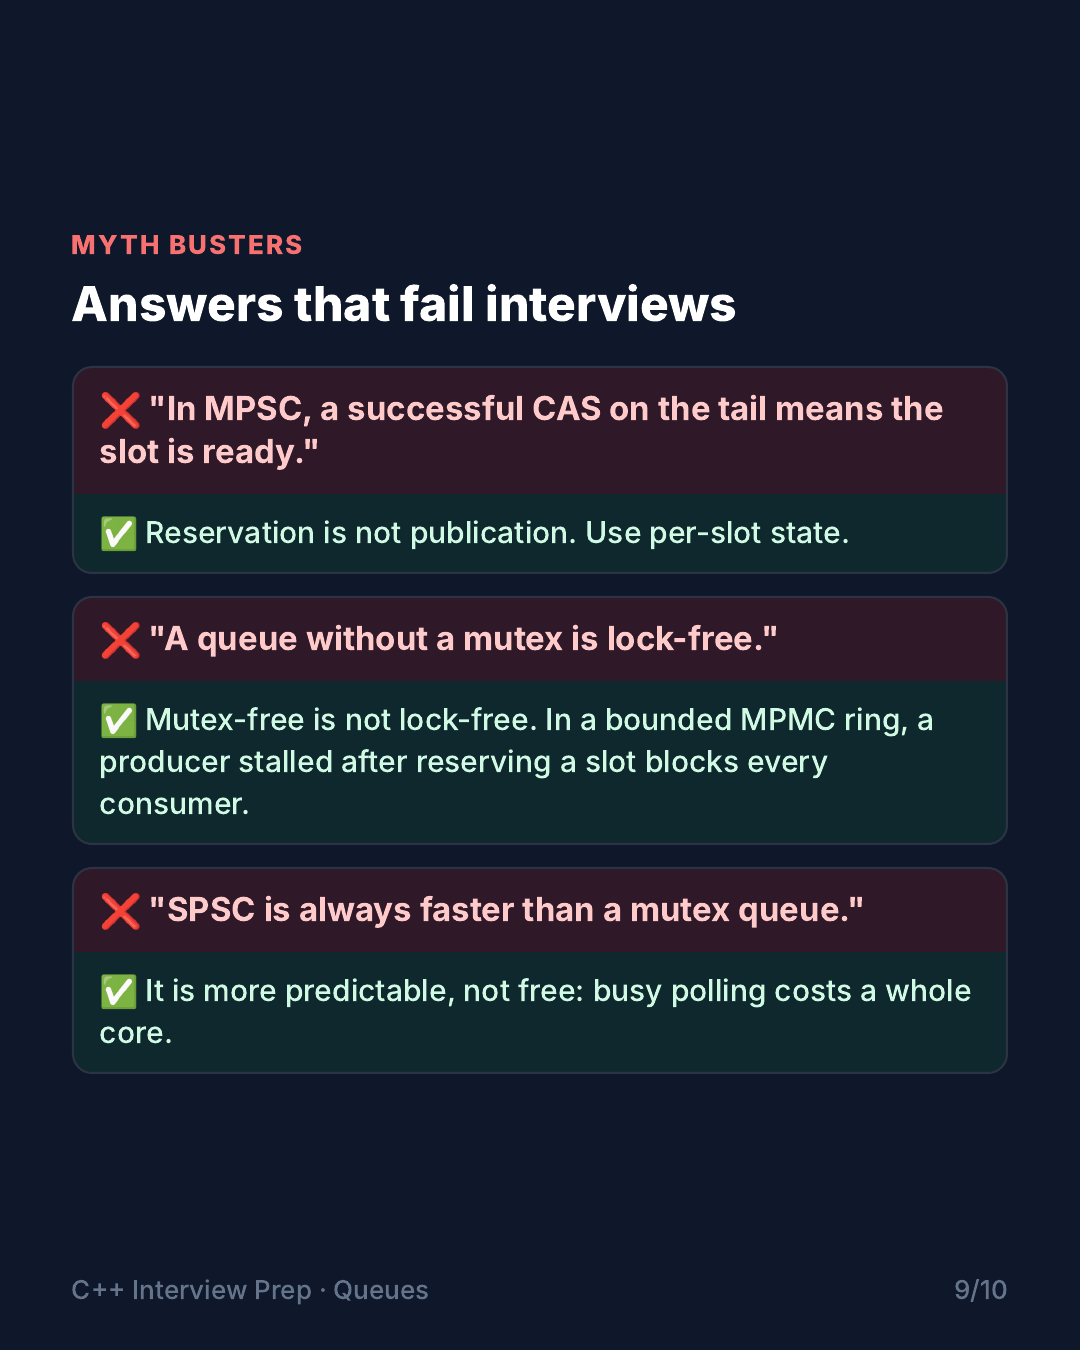 MYTH BUSTERS
Answers that fail interviews
❌ "In MPSC, a successful CAS on the tail means the
slot is ready."
✅ Reservation is not publication. Use per-slot state.
❌ "A queue without a mutex is lock-free."
✅ Mutex-free is not lock-free. In a bounded MPMC ring, a
producer stalled after reserving a slot blocks every
consumer.
❌ "SPSC is always faster than a mutex queue."
✅ It is more predictable, not free: busy polling costs a whole
core.
C++ Interview Prep · Queues
9/10